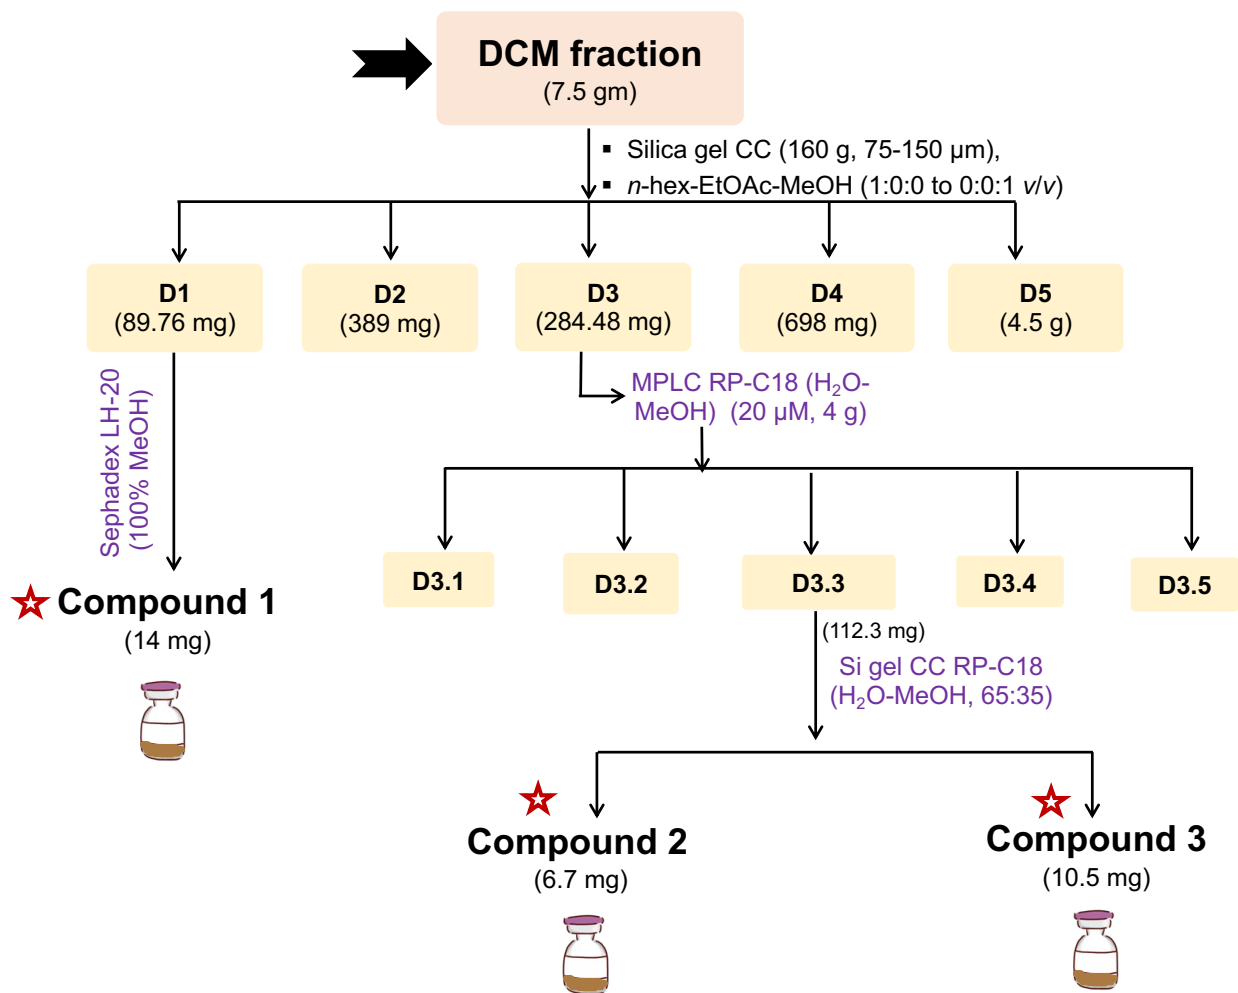 DCM fraction
(7.5 gm)
▪ Silica gel CC (160 g, 75-150 µm),
▪ n-hex-EtOAc-MeOH (1:0:0 to 0:0:1 v/v)
D1
(89.76 mg)
D2
(389 mg)
D3
(284.48 mg)
D4
(698 mg)
D5
(4.5 g)
Sephadex LH-20
(100% MeOH)
MPLC RP-C18 (H₂O-
MeOH) (20 µM, 4 g)
D3.1
D3.2
D3.3
D3.4
D3.5
Compound 1
(14 mg)
(112.3 mg)
Si gel CC RP-C18
(H₂O-MeOH, 65:35)
Compound 2
(6.7 mg)
Compound 3
(10.5 mg)